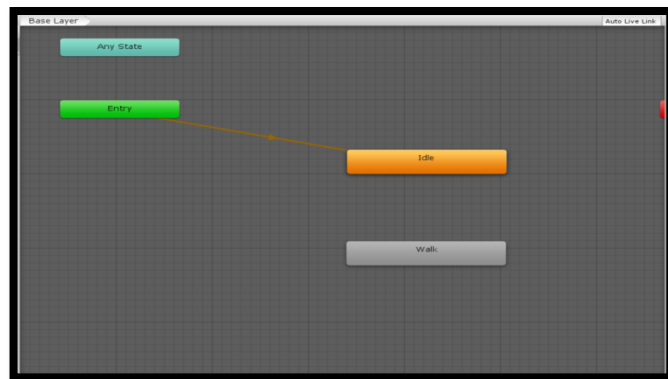 Base Layer
Auto Live Link
Any State
Entry
Idle
Walk